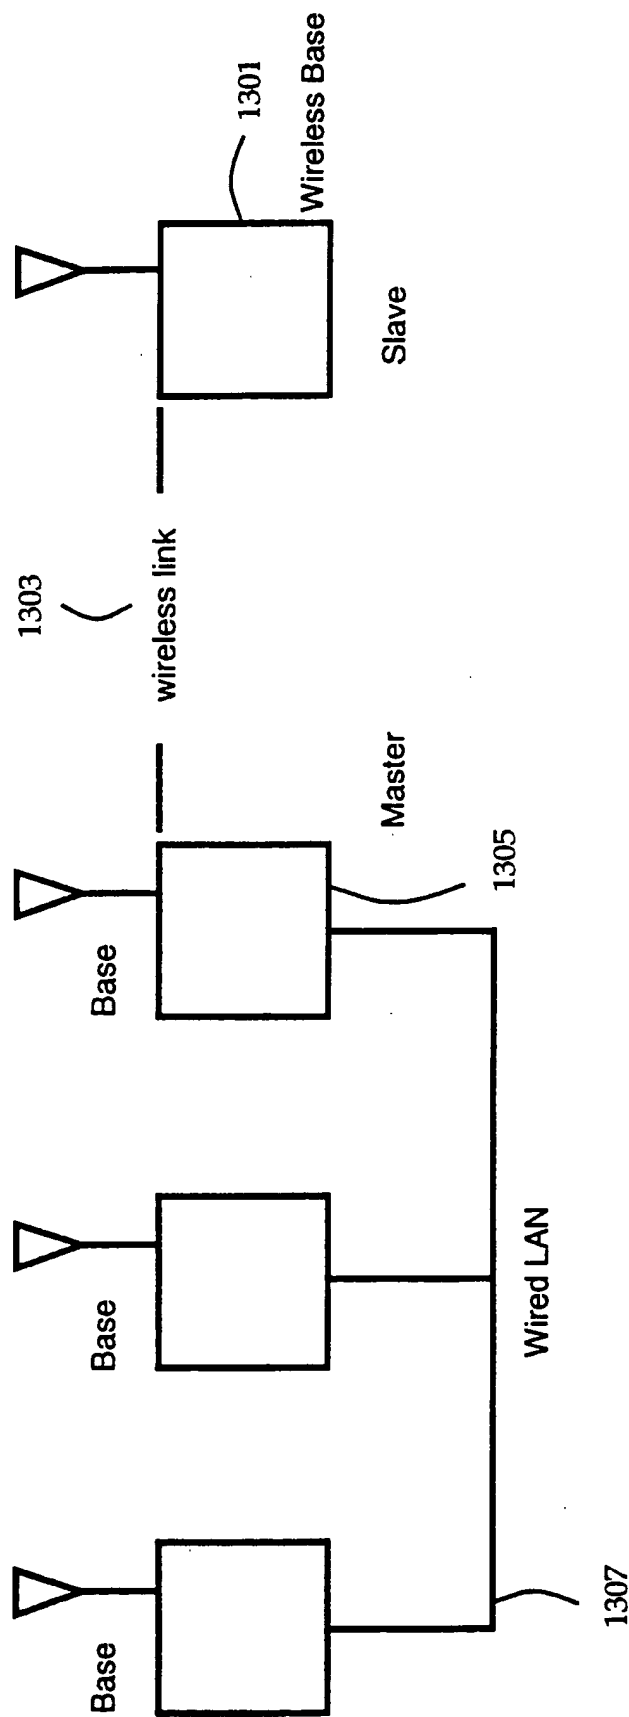 Base
Base
Base
1303
wireless link
1301
Wireless Base
Slave
Master
1305
Wired LAN
1307